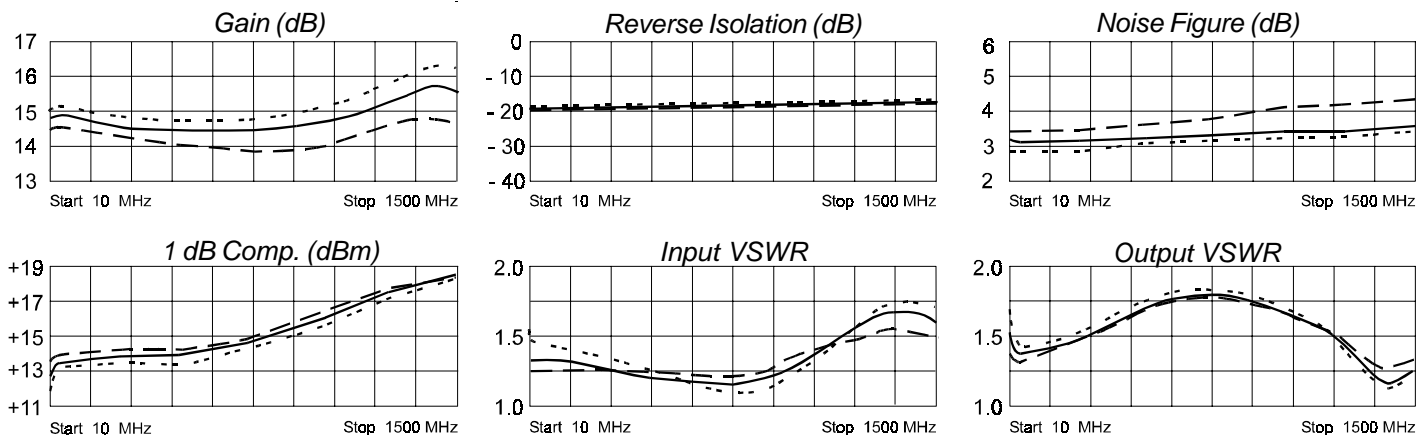 Gain (dB)
17
16
15
14
13
Start 10 MHz
Stop 1500 MHz
Reverse Isolation (dB)
0
- 10
- 20
- 30
- 40
Start 10 MHz
Stop 1500 MHz
Noise Figure (dB)
6
5
4
3
2
Start 10 MHz
Stop 1500 MHz
1 dB Comp. (dBm)
+19
+17
+15
+13
+11
Start 10 MHz
Stop 1500 MHz
Input VSWR
2.0
1.5
1.0
Start 10 MHz
Stop 1500 MHz
Output VSWR
2.0
1.5
1.0
Start 10 MHz
Stop 1500 MHz